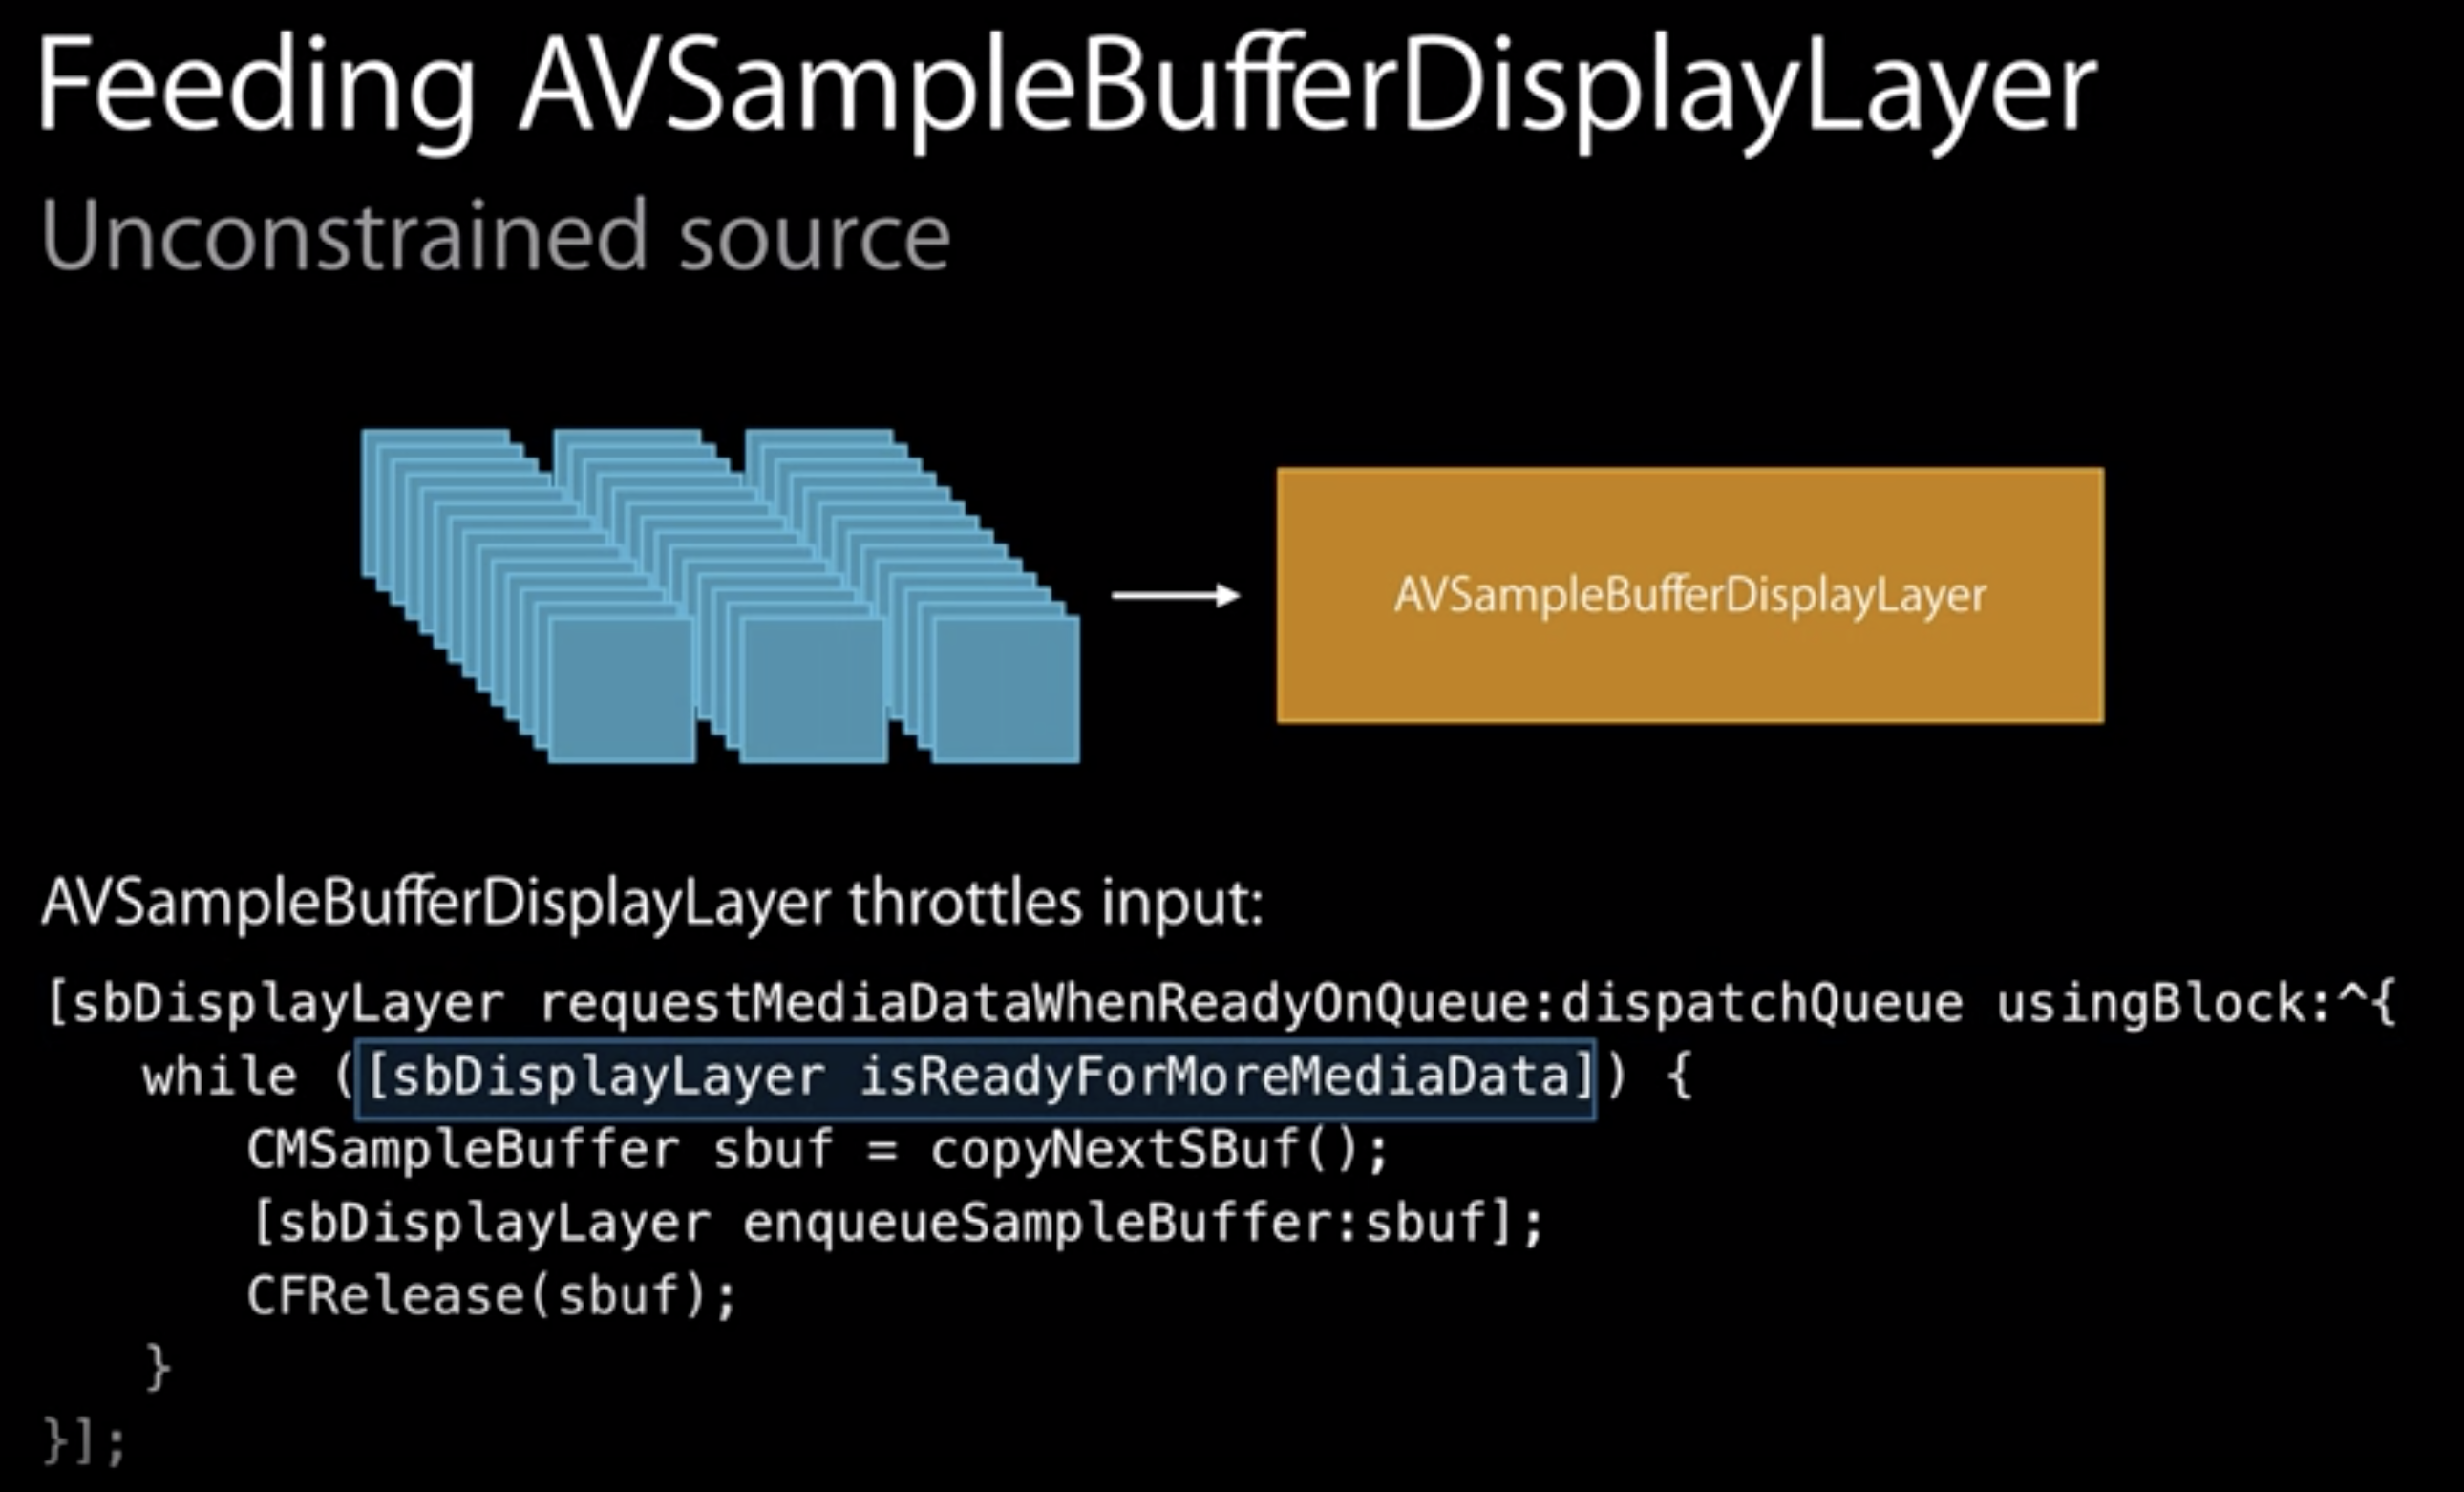 Feeding AVSampleBufferDisplayLayer
Unconstrained source
AVSampleBufferDisplayLayer
AVSampleBufferDisplayLayer throttles input:
[sbDisplayLayer requestMediaDataWhenReadyOnQueue:dispatchQueue usingBlock:^{
while ([sbDisplayLayer isReadyForMoreMediaData]) {
CMSampleBuffer sbuf = copyNextSBuf();
[sbDisplayLayer enqueueSampleBuffer:sbuf];
CFRelease(sbuf);
}
}];